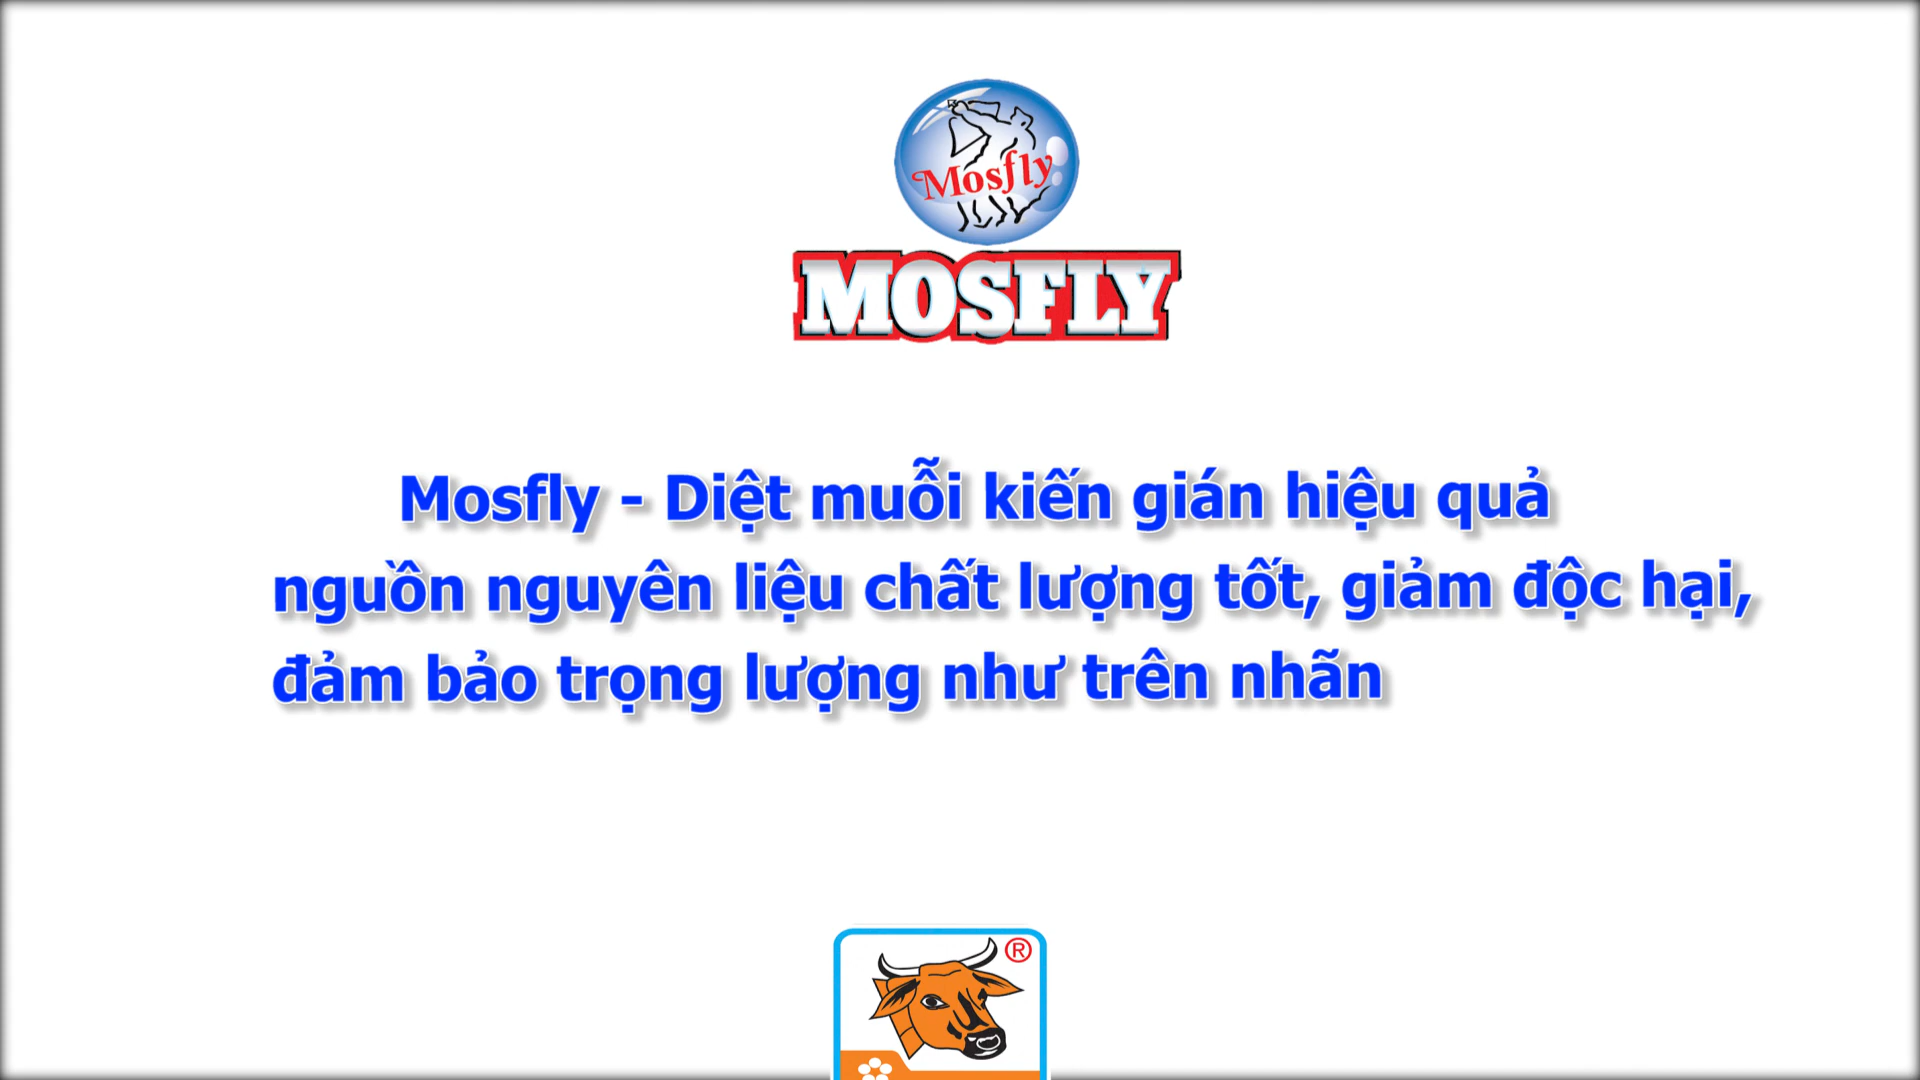 Mosfly
MOSFLY
Mosfly - Diệt muỗi kiến gián hiệu quả
nguồn nguyên liệu chất lượng tốt, giảm độc hại,
đảm bảo trọng lượng như trên nhãn
®